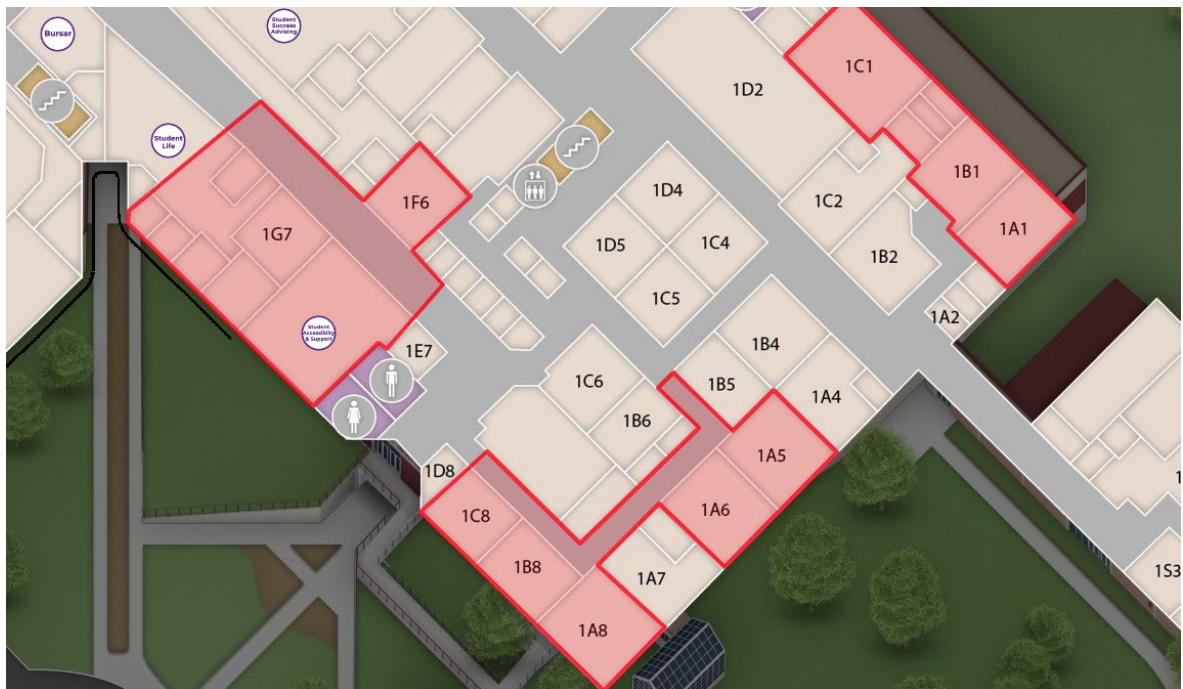 Bursar
Student
Success
Advising
1C1
1D2
Student
Life
1D4
1B1
1F6
1C2
1A1
1G7
1D5
1C4
1B2
1C5
1A2
Student
Accessibility
& Support
1E7
1B4
1C6
1B5
1A4
1B6
1A5
1D8
1C8
1A6
1B8
1A7
1S3
1A8